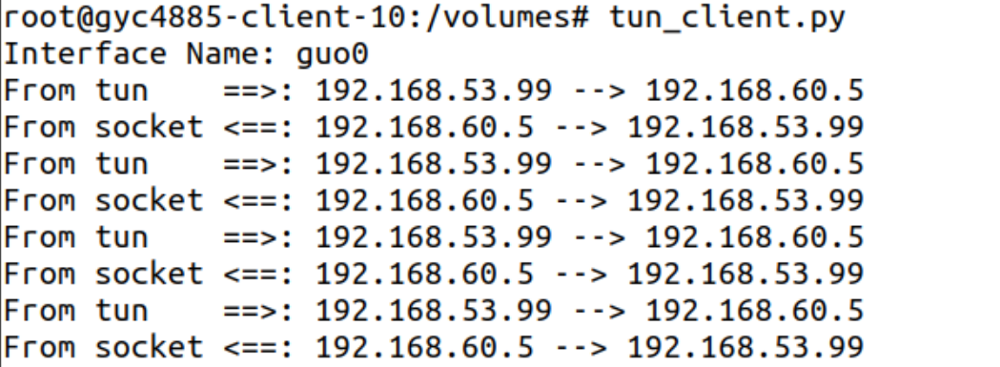 root@gyc4885-client-10:/volumes# tun_client.py
Interface Name: guo0
From tun    ==>: 192.168.53.99 --> 192.168.60.5
From socket <==: 192.168.60.5 --> 192.168.53.99
From tun    ==>: 192.168.53.99 --> 192.168.60.5
From socket <==: 192.168.60.5 --> 192.168.53.99
From tun    ==>: 192.168.53.99 --> 192.168.60.5
From socket <==: 192.168.60.5 --> 192.168.53.99
From tun    ==>: 192.168.53.99 --> 192.168.60.5
From socket <==: 192.168.60.5 --> 192.168.53.99